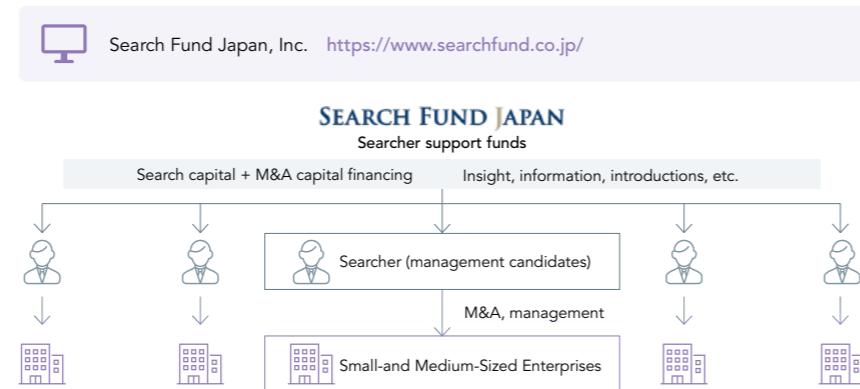 Search Fund Japan, Inc. https://www.searchfund.co.jp/
SEARCH FUND JAPAN
Searcher support funds
Search capital + M&A capital financing Insight, information, introductions, etc.
Searcher (management candidates)
M&A, management
Small-and Medium-Sized Enterprises